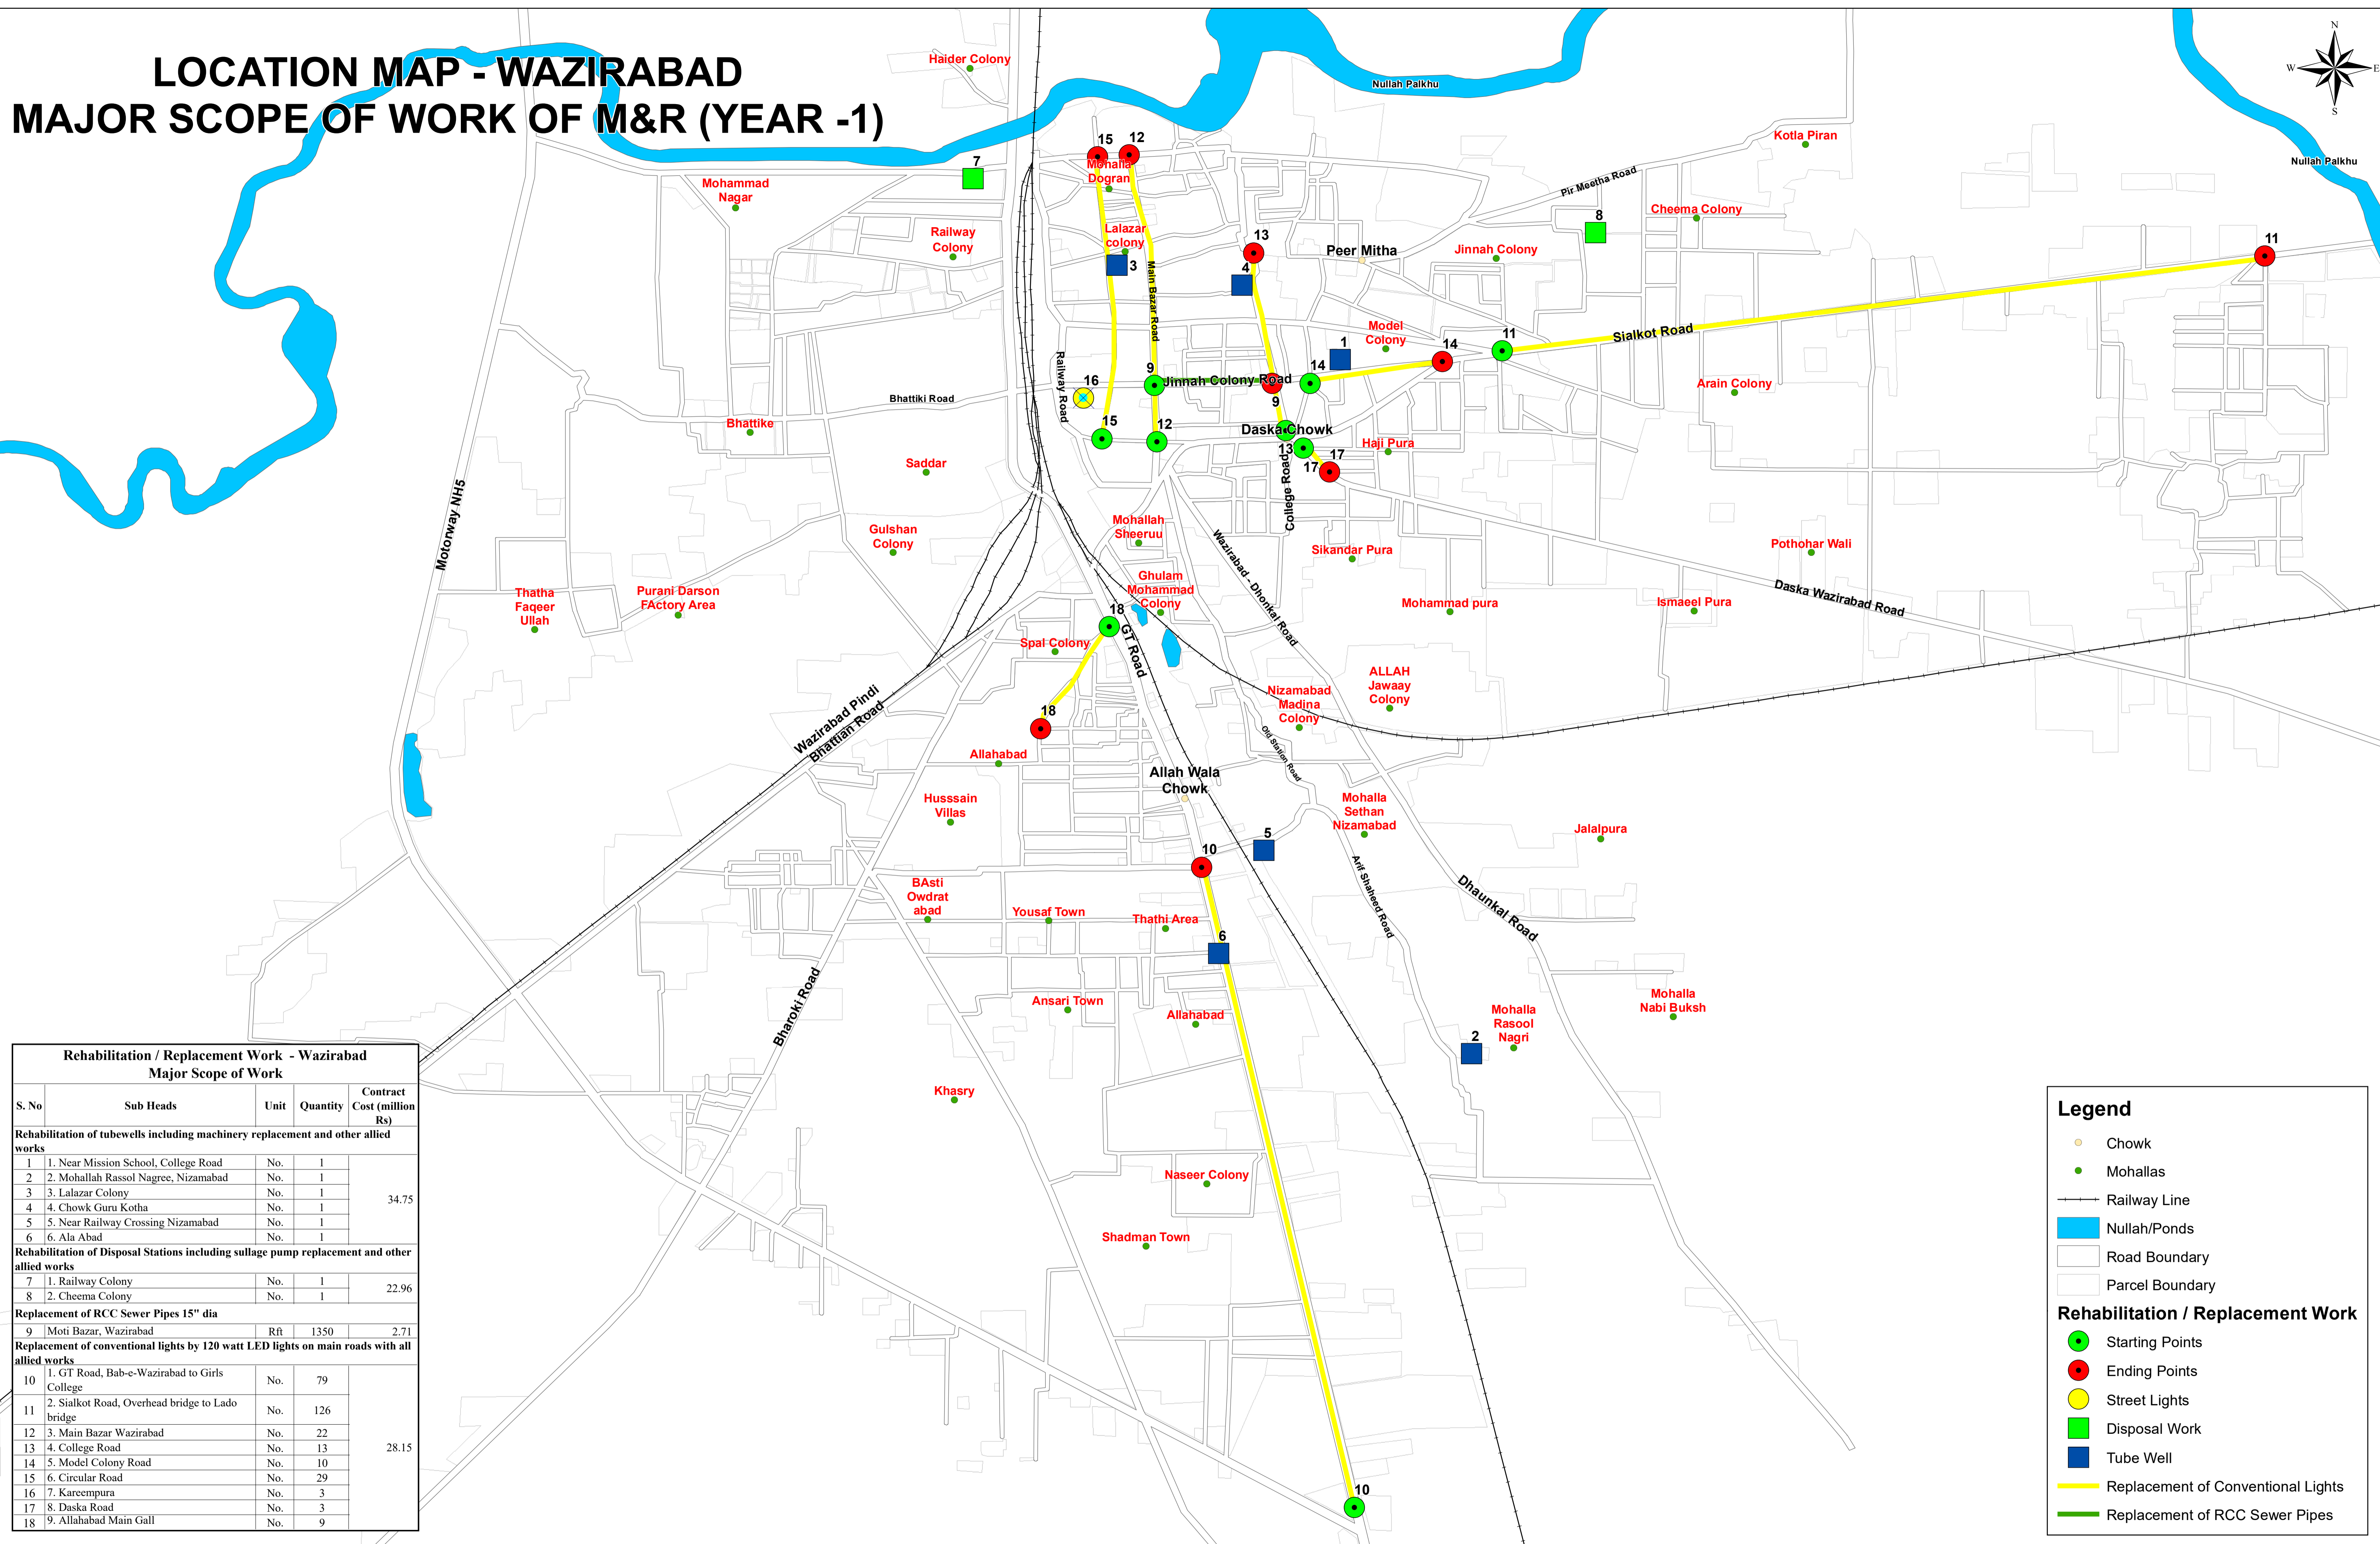 LOCATION MAP - WAZIRABAD
MAJOR SCOPE OF WORK OF M&R (YEAR -1)
N
W
E
S
Haider Colony
Nullah Palkhu
Kotla Piran
Nullah Palkhu
15
12
7
Mohalla
Dogran
Mohammad
Nagar
Pir Meetha Road
Cheema Colony
8
Railway
Colony
Lalazar
colony
3
Main Bazar Road
13
4
Peer Mitha
Jinnah Colony
11
Model
Colony
1
14
11
Sialkot Road
Railway Road
16
9
Jinnah Colony Road
14
9
Arain Colony
Bhattiki Road
Bhattike
15
12
Daska Chowk
13
Haji Pura
17
17
Saddar
College Road
Motorway NH5
Gulshan
Colony
Mohallah
Sheeruu
Wazirabad - Dhonkal Road
Sikandar Pura
Pothohar Wali
Thatha
Faqeer
Ullah
Purani Darson
FActory Area
Ghulam
Mohammad
Colony
18
Mohammad pura
Ismaeel Pura
Daska Wazirabad Road
Spal Colony
GT Road
18
Wazirabad Pindi
Bhattian Road
Nizamabad
Madina
Colony
ALLAH
Jawaay
Colony
Old Station Road
Allahabad
Allah Wala
Chowk
Husssain
Villas
Mohalla
Sethan
Nizamabad
Jalalpura
5
10
Arif Shaheed Road
Dhaunkal Road
BAsti
Owdrat
abad
Yousaf Town
Thathi Area
6
Bharoki Road
Ansari Town
Allahabad
Mohalla
Rasool
Nagri
Mohalla
Nabi Buksh
2
Khasry
Naseer Colony
Shadman Town
10
Rehabilitation / Replacement Work - Wazirabad
Major Scope of Work
S. No Sub Heads Unit Quantity Contract Cost (million Rs)
Rehabilitation of tubewells including machinery replacement and other allied
works
1 1. Near Mission School, College Road No. 1
2 2. Mohallah Rassol Nagree, Nizamabad No. 1
3 3. Lalazar Colony No. 1
34.75
4 4. Chowk Guru Kotha No. 1
5 5. Near Railway Crossing Nizamabad No. 1
6 6. Ala Abad No. 1
Rehabilitation of Disposal Stations including sullage pump replacement and other
allied works
7 1. Railway Colony No. 1
22.96
8 2. Cheema Colony No. 1
Replacement of RCC Sewer Pipes 15" dia
9 Moti Bazar, Wazirabad Rft 1350 2.71
Replacement of conventional lights by 120 watt LED lights on main roads with all
allied works
10 1. GT Road, Bab-e-Wazirabad to Girls
College No. 79
11 2. Sialkot Road, Overhead bridge to Lado
bridge No. 126
12 3. Main Bazar Wazirabad No. 22
13 4. College Road No. 13 28.15
14 5. Model Colony Road No. 10
15 6. Circular Road No. 29
16 7. Kareempura No. 3
17 8. Daska Road No. 3
18 9. Allahabad Main Gall No. 9
Legend
Chowk
Mohallas
Railway Line
Nullah/Ponds
Road Boundary
Parcel Boundary
Rehabilitation / Replacement Work
Starting Points
Ending Points
Street Lights
Disposal Work
Tube Well
Replacement of Conventional Lights
Replacement of RCC Sewer Pipes